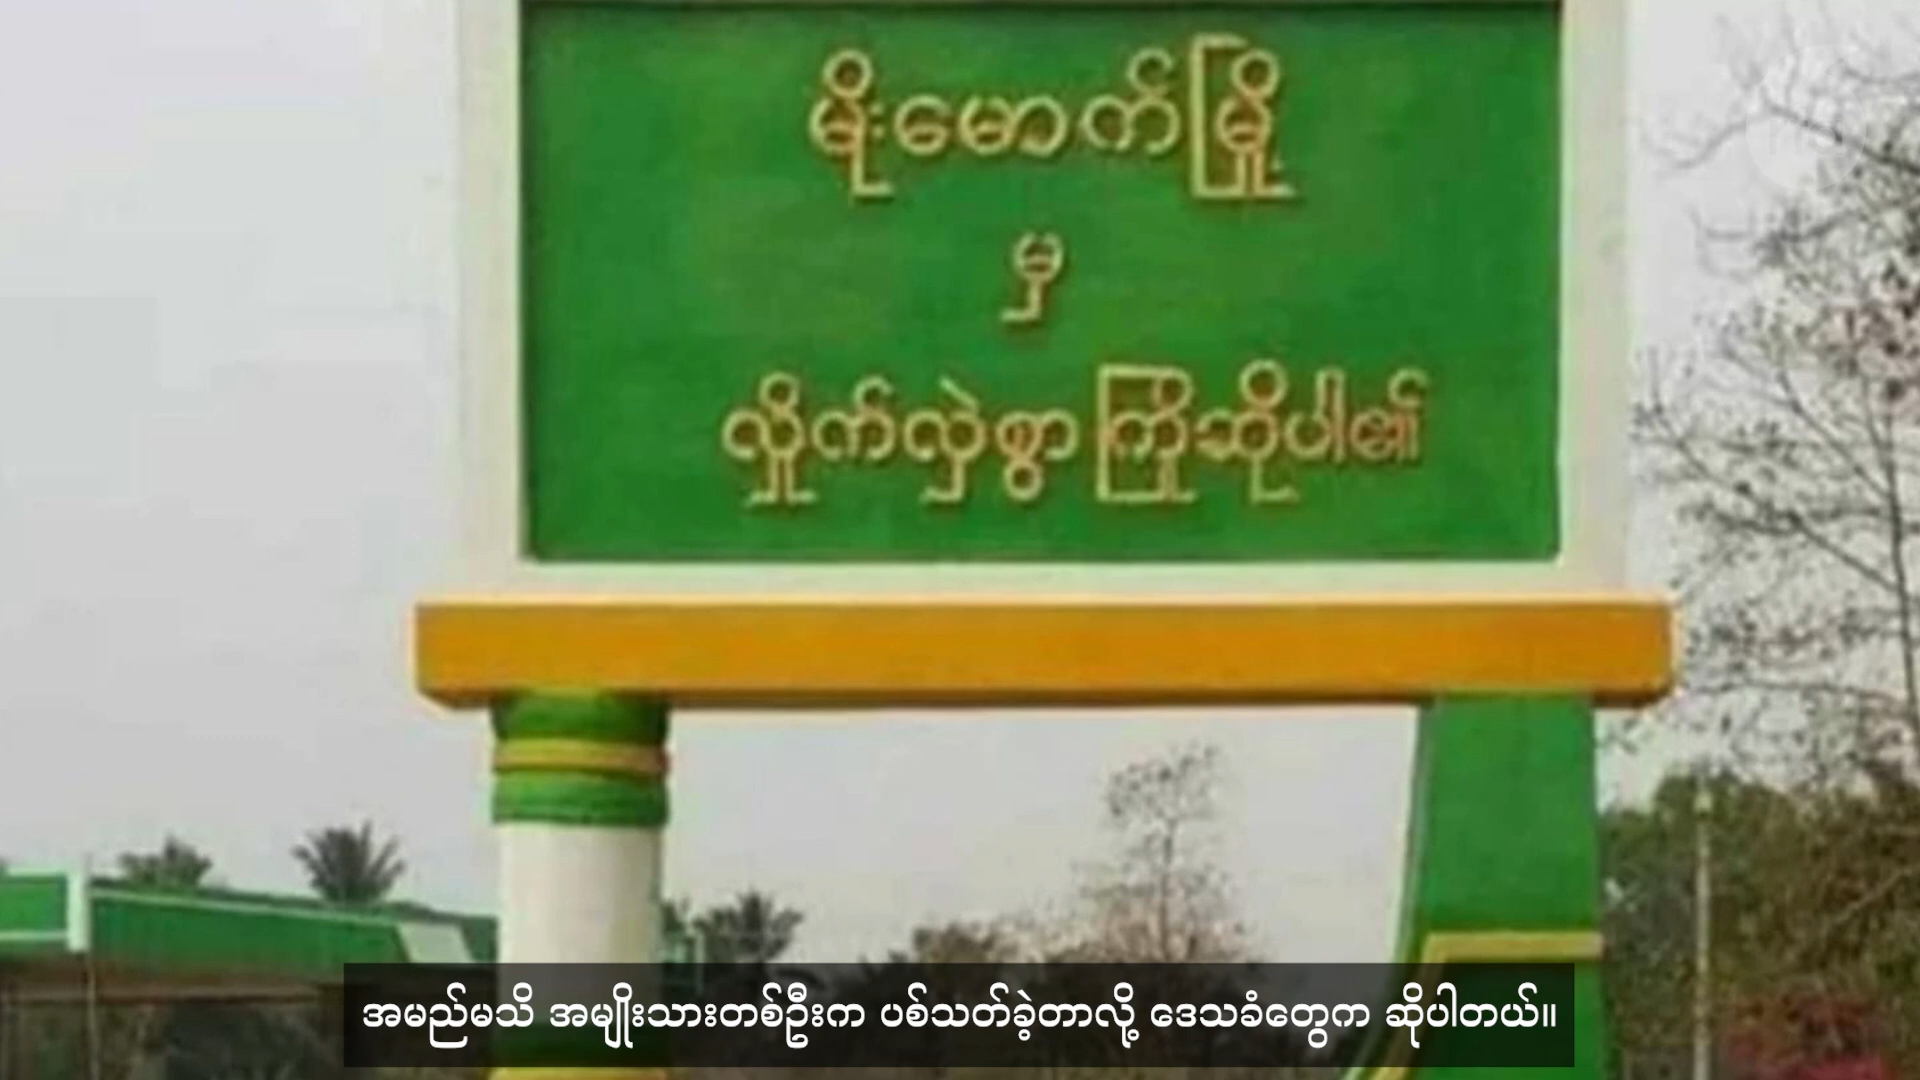 မိုးမောက်မြို့
မှ
လှိုက်လှဲစွာ ကြိုဆိုပါ၏
အမည်မသိ အမျိုးသားတစ်ဦးက ပစ်သတ်ခဲ့တာလို့ ဒေသခံတွေက ဆိုပါတယ်။